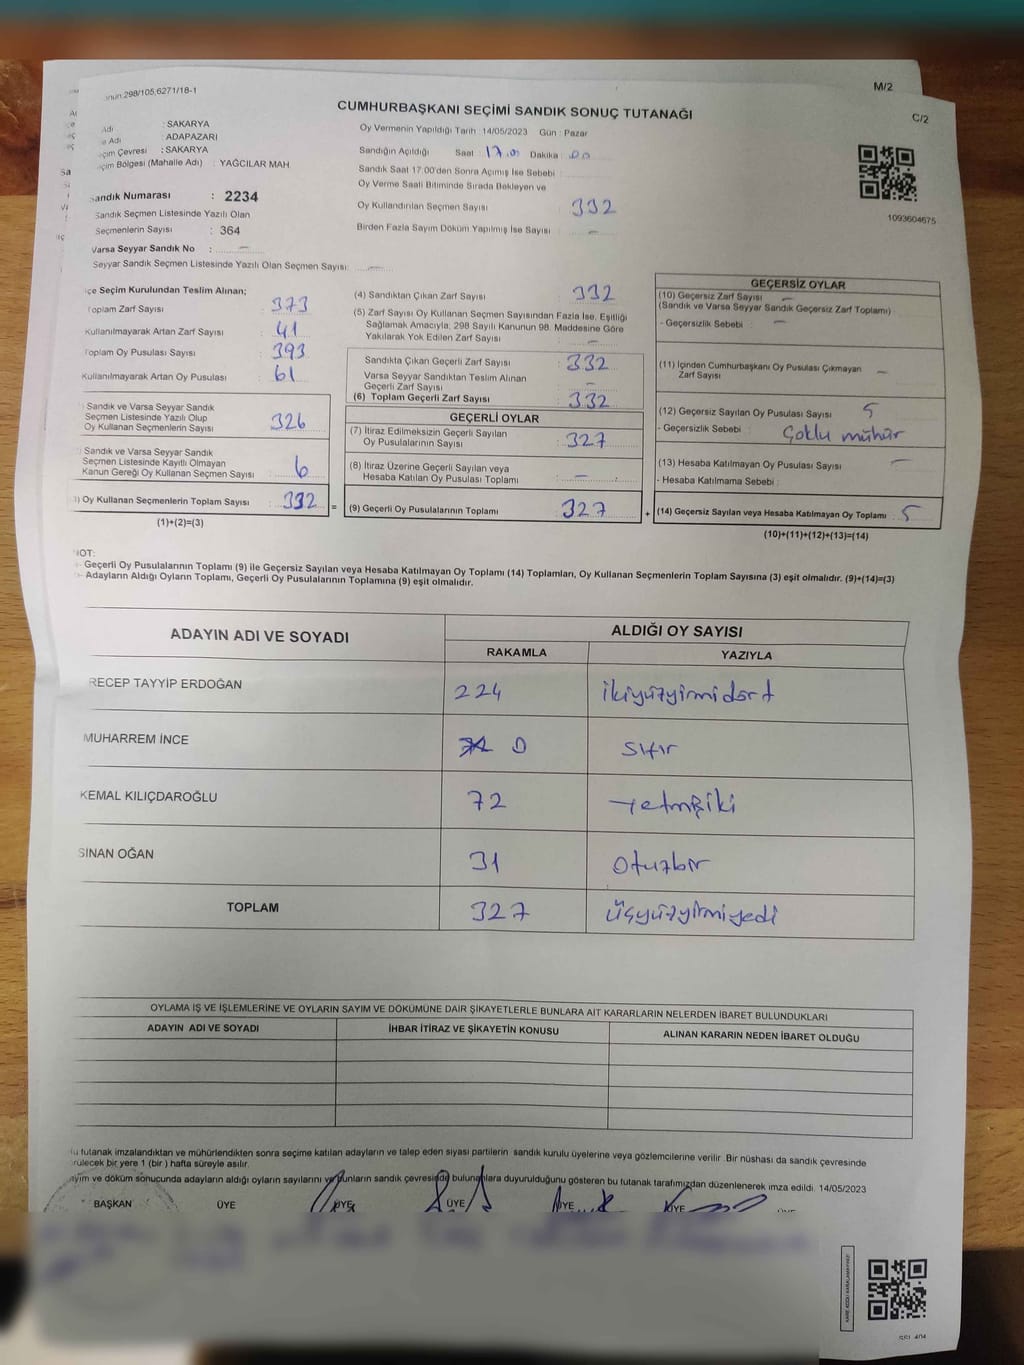 298/105,6271/18-1
M/2
C/2
CUMHURBAŞKANI SEÇİMİ SANDIK SONUÇ TUTANAĞI
Adı : SAKARYA
Adı : ADAPAZARI
Çevresi : SAKARYA
Bölgesi (Mahalle Adı) : YAĞCILAR MAH.
Sandık Numarası : 2234
Sandık Seçmen Listesinde Yazılı Olan
Seçmenlerin Sayısı : 364
Varsa Seyyar Sandık No : —
Seyyar Sandık Seçmen Listesinde Yazılı Olan Seçmen Sayısı: —
Oy Vermenin Yapıldığı Tarih : 14/05/2023 Gün : Pazar
Sandığın Açıldığı Saat : 17.00 Dakika : 00
Sandık Saat 17:00'den Sonra Açımış İse Sebebi :
Oy Verme Saati Bitiminde Sırada Bekleyen ve
Oy Kullandırılan Seçmen Sayısı 332
Birden Fazla Sayım Döküm Yapılmış İse Sayısı —
1093604675
İlçe Seçim Kurulundan Teslim Alınan;
Toplam Zarf Sayısı : 373
Kullanılmayarak Artan Zarf Sayısı : 41
Toplam Oy Pusulası Sayısı : 393
Kullanılmayarak Artan Oy Pusulası : 61
Sandık ve Varsa Seyyar Sandık
Seçmen Listesinde Yazılı Olup
Oy Kullanan Seçmenlerin Sayısı 326
Sandık ve Varsa Seyyar Sandık
Seçmen Listesinde Kayıtlı Olmayan
Kanun Gereği Oy Kullanan Seçmen Sayısı 6
) Oy Kullanan Seçmenlerin Toplam Sayısı 332 =
(1)+(2)=(3)
(4) Sandıktan Çıkan Zarf Sayısı : 332
(5) Zarf Sayısı Oy Kullanan Seçmen Sayısından Fazla İse, Eşitliği
Sağlamak Amacıyla, 298 Sayılı Kanunun 98. Maddesine Göre
Yakılarak Yok Edilen Zarf Sayısı : —
Sandıkta Çıkan Geçerli Zarf Sayısı : 332
Varsa Seyyar Sandıktan Teslim Alınan
Geçerli Zarf Sayısı : —
(6) Toplam Geçerli Zarf Sayısı : 332
GEÇERLİ OYLAR
(7) İtiraz Edilmeksizin Geçerli Sayılan
Oy Pusulalarının Sayısı : 327
(8) İtiraz Üzerine Geçerli Sayılan veya
Hesaba Katılan Oy Pusulası Toplamı : —
(9) Geçerli Oy Pusulalarının Toplamı : 327 +
GEÇERSİZ OYLAR
(10) Geçersiz Zarf Sayısı —
(Sandık ve Varsa Seyyar Sandık Geçersiz Zarf Toplamı)
- Geçersizlik Sebebi : —
(11) İçinden Cumhurbaşkanı Oy Pusulası Çıkmayan
Zarf Sayısı —
(12) Geçersiz Sayılan Oy Pusulası Sayısı : 5
- Geçersizlik Sebebi : Çoklu mühür
(13) Hesaba Katılmayan Oy Pusulası Sayısı : —
- Hesaba Katılmama Sebebi :
(14) Geçersiz Sayılan veya Hesaba Katılmayan Oy Toplamı : 5
(10)+(11)+(12)+(13)=(14)
NOT:
- Geçerli Oy Pusulalarının Toplamı (9) ile Geçersiz Sayılan veya Hesaba Katılmayan Oy Toplamı (14) Toplamları, Oy Kullanan Seçmenlerin Toplam Sayısına (3) eşit olmalıdır. (9)+(14)=(3)
- Adayların Aldığı Oyların Toplamı, Geçerli Oy Pusulalarının Toplamına (9) eşit olmalıdır.
ADAYIN ADI VE SOYADI ALDIĞI OY SAYISI
RAKAMLA YAZIYLA
RECEP TAYYİP ERDOĞAN 224 ikiyüzyirmidört
MUHARREM İNCE 0 sıfır
KEMAL KILIÇDAROĞLU 72 Yetmişiki
SİNAN OĞAN 31 otuzbir
TOPLAM 327 üçyüzyirmiyedi
OYLAMA İŞ VE İŞLEMLERİNE VE OYLARIN SAYIM VE DÖKÜMÜNE DAİR ŞİKAYETLERLE BUNLARA AİT KARARLARIN NELERDEN İBARET BULUNDUKLARI
ADAYIN ADI VE SOYADI İHBAR İTİRAZ VE ŞİKAYETİN KONUSU ALINAN KARARIN NEDEN İBARET OLDUĞU
Bu tutanak imzalandıktan ve mühürlendikten sonra seçime katılan adayların ve talep eden siyasi partilerin sandık kurulu üyelerine veya gözlemcilerine verilir. Bir nüshası da sandık çevresinde
görülecek bir yere 1 (bir) hafta süreyle asılır.
Sayım ve döküm sonucunda adayların aldığı oyların sayılarını ve bunların sandık çevresinde bulunanlara duyurulduğunu gösteren bu tutanak tarafımızdan düzenlenerek imza edildi. 14/05/2023
BAŞKAN ÜYE ÜYE ÜYE ÜYE ÜYE ÜYE